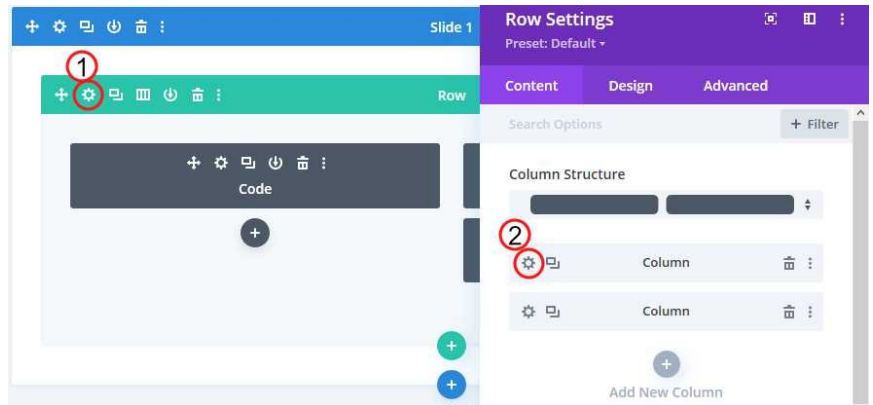 Slide 1
1
Row
Code
Row Settings
Preset: Default
Content Design Advanced
Search Options
+ Filter
Column Structure
2
Column
Column
Add New Column